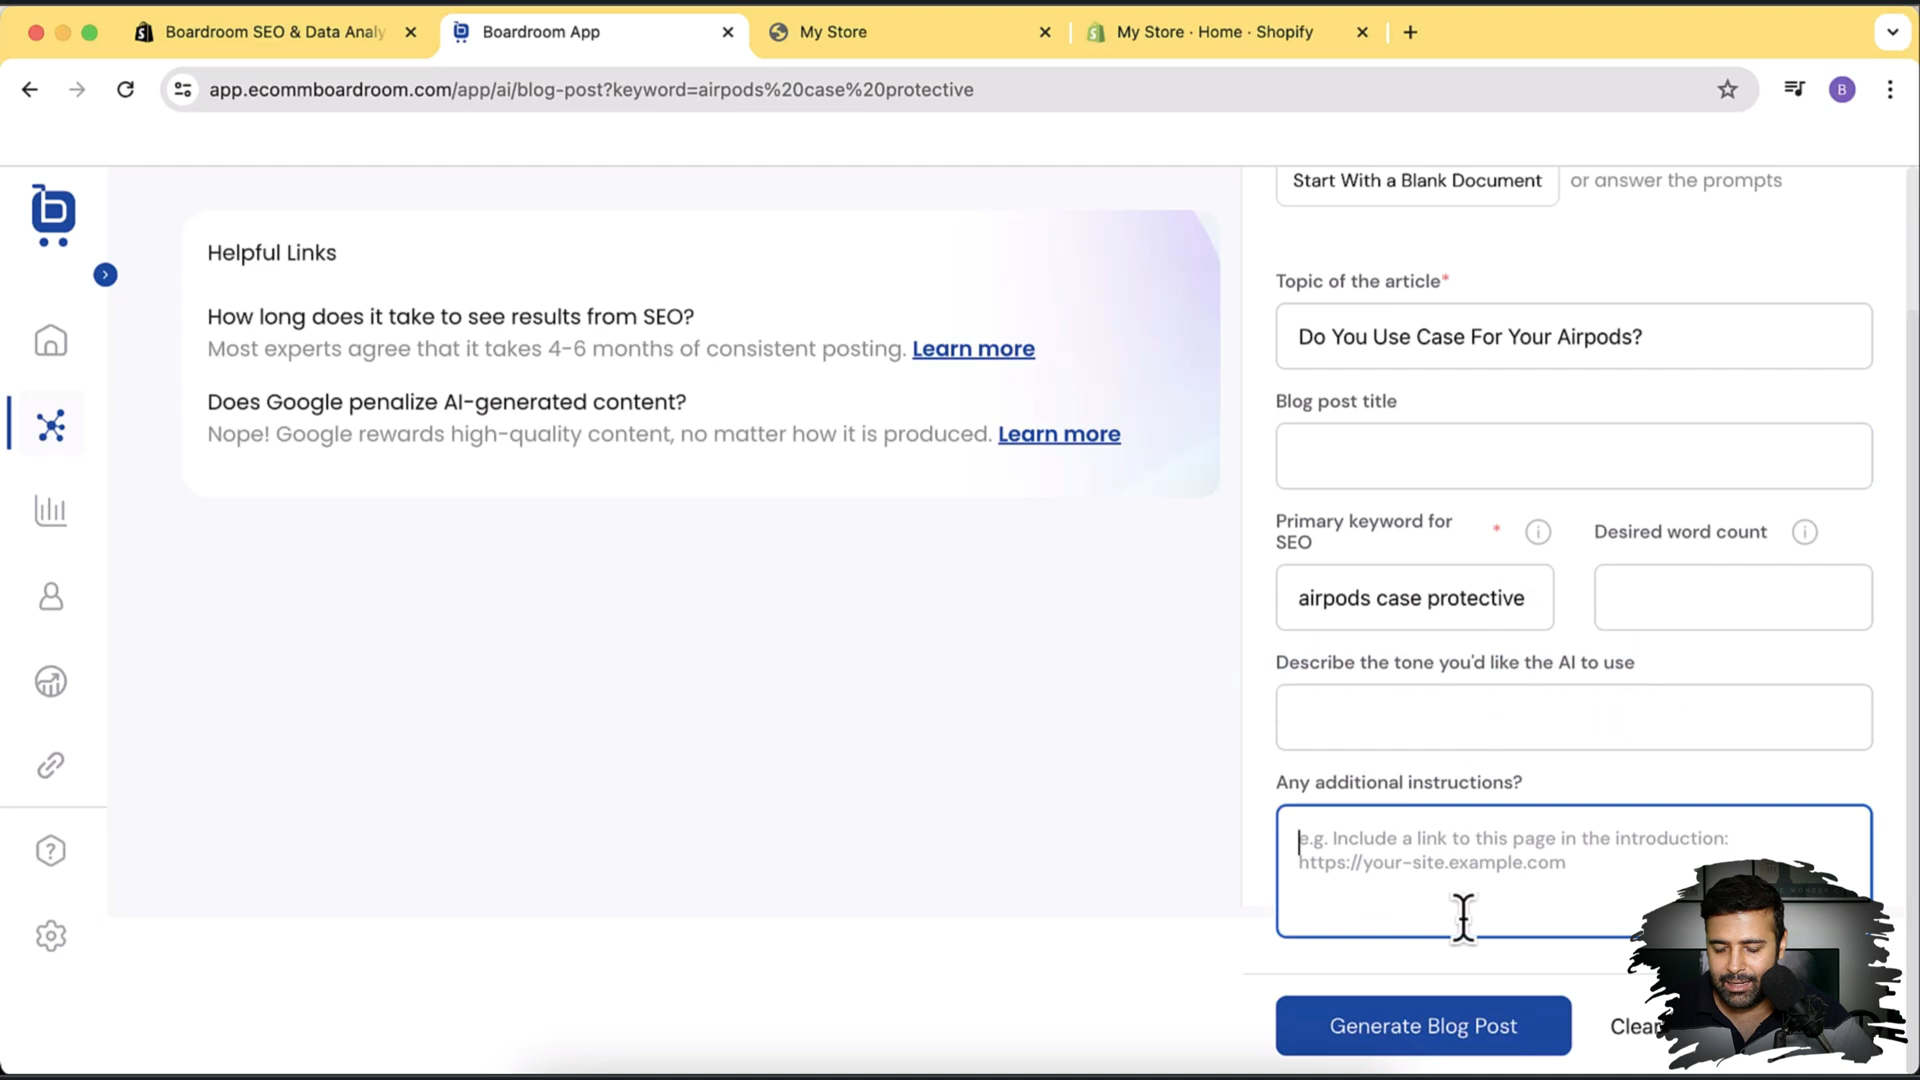 Boardroom SEO & Data Analy
Boardroom App
My Store
My Store · Home · Shopify
app.ecommboardroom.com/app/ai/blog-post?keyword=airpods%20case%20protective
B
Start With a Blank Document
or answer the prompts
Helpful Links
How long does it take to see results from SEO?
Most experts agree that it takes 4-6 months of consistent posting. Learn more
Does Google penalize AI-generated content?
Nope! Google rewards high-quality content, no matter how it is produced. Learn more
Topic of the article*
Do You Use Case For Your Airpods?
Blog post title
Primary keyword for
SEO
*
Desired word count
airpods case protective
Describe the tone you'd like the AI to use
Any additional instructions?
e.g. Include a link to this page in the introduction:
https://your-site.example.com
Generate Blog Post
Clear